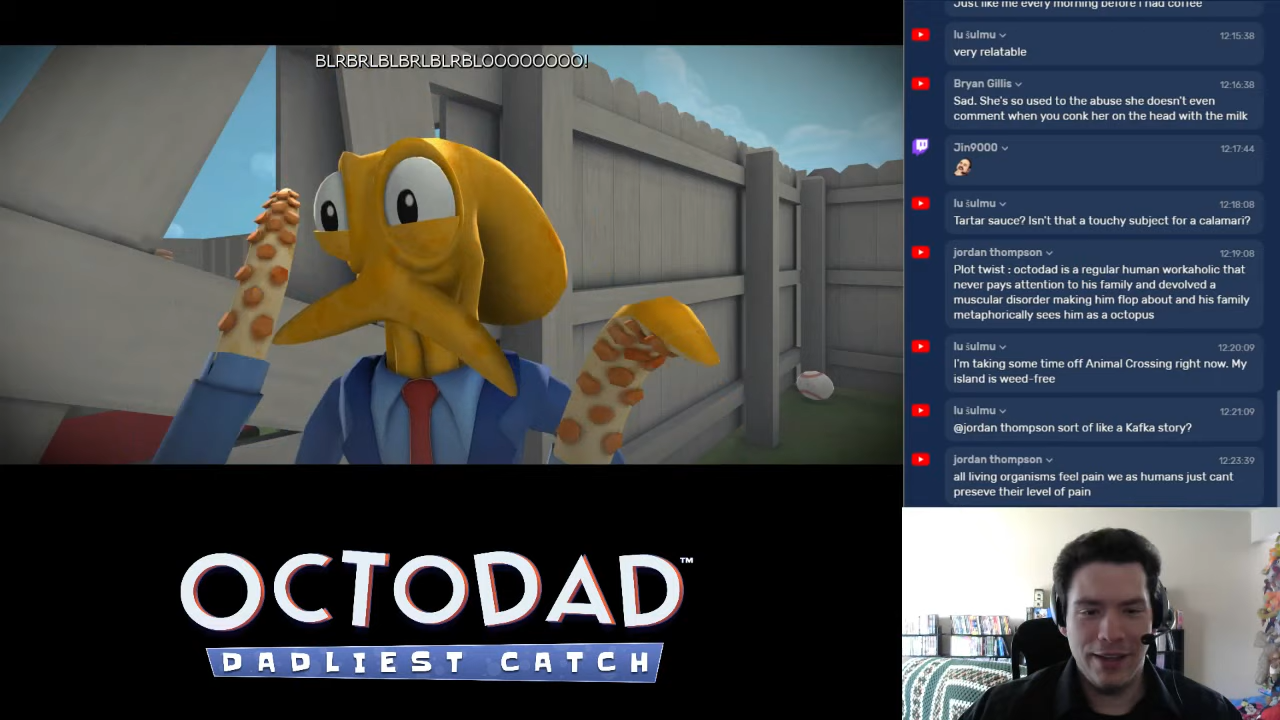 BLRBRLBLBRLBLRBLOOOOOOOO!
OCTODAD™
DADLIEST CATCH
Just like me every morning before I had coffee
lu šulmu 12:15:38
very relatable
Bryan Gillis 12:16:38
Sad. She's so used to the abuse she doesn't even
comment when you conk her on the head with the milk
Jin9000 12:17:44
lu šulmu 12:18:08
Tartar sauce? Isn't that a touchy subject for a calamari?
jordan thompson 12:19:08
Plot twist : octodad is a regular human workaholic that
never pays attention to his family and devolved a
muscular disorder making him flop about and his family
metaphorically sees him as a octopus
lu šulmu 12:20:09
I'm taking some time off Animal Crossing right now. My
island is weed-free
lu šulmu 12:21:09
@jordan thompson sort of like a Kafka story?
jordan thompson 12:23:39
all living organisms feel pain we as humans just cant
preseve their level of pain